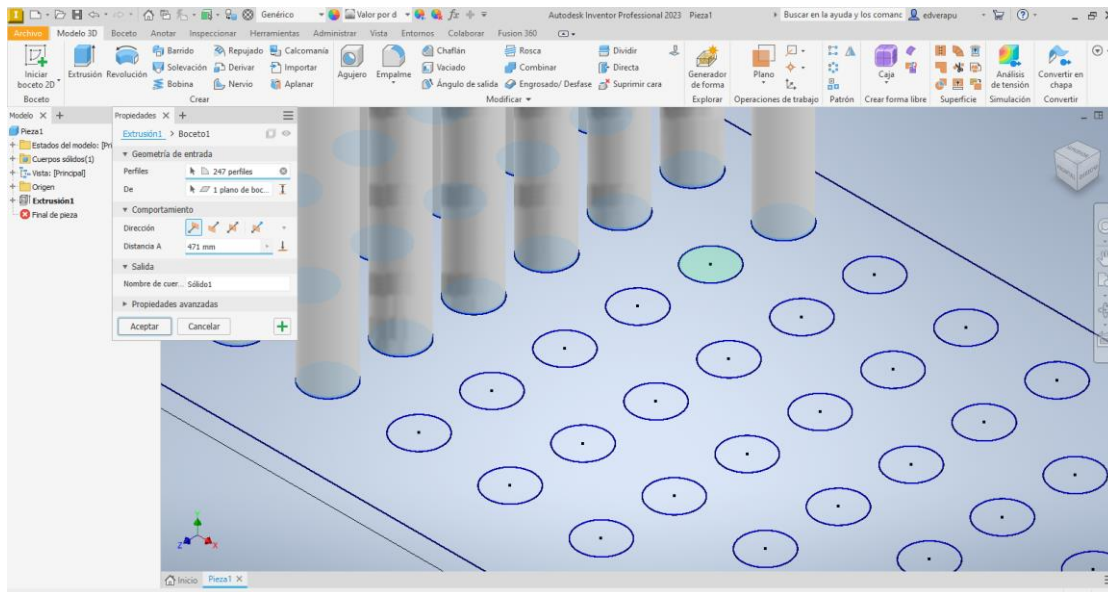 Genérico
Valor por d
Autodesk Inventor Professional 2023 Pieza1
Buscar en la ayuda y los comanc
edverapu
Archivo Modelo 3D Boceto Anotar Inspeccionar Herramientas Administrar Vista Entornos Colaborar Fusion 360
Iniciar boceto 2D
Extrusión
Revolución
Barrido
Solevación
Bobina
Repujado
Derivar
Nervio
Calcomanía
Importar
Aplanar
Agujero
Empalme
Chaflán
Vaciado
Ángulo de salida
Rosca
Combinar
Engrosado/ Desfase
Dividir
Directa
Suprimir cara
Generador de forma
Plano
Caja
Análisis de tensión
Convertir en chapa
Boceto
Crear
Modificar
Explorar
Operaciones de trabajo
Patrón
Crear forma libre
Superficie
Simulación
Convertir
Modelo X +
Pieza1
Estados del modelo: [Pri
Cuerpos sólidos(1)
Vista: [Principal]
Origen
Extrusión1
Final de pieza
Propiedades X +
Extrusión1 > Boceto1
Geometría de entrada
Perfiles 247 perfiles
De 1 plano de boc...
Comportamiento
Dirección
Distancia A 471 mm
Salida
Nombre de cuer... Sólido1
Propiedades avanzadas
Aceptar Cancelar
Z X
Inicio Pieza1 X